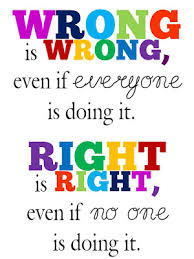 WRONG
is WRONG,
even if everyone
is doing it.
RIGHT
is RIGHT,
even if no one
is doing it.